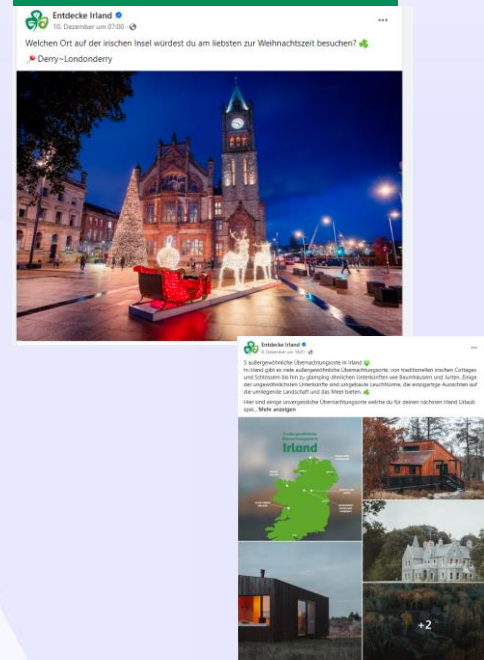 Entdecke Irland
10. Dezember um 07:00 ·
Welchen Ort auf der irischen Insel würdest du am liebsten zur Weihnachtszeit besuchen?
Derry~Londonderry
Entdecke Irland
5 außergewöhnliche Übernachtungsorte in Irland
In Irland gibt es viele außergewöhnliche Übernachtungsorte, von traditionellen irischen Cottages
und Schlössern bis hin zu glamping-ähnlichen Unterkünften wie Baumhäusern und Jurten. Einige
der ungewöhnlichsten Unterkünfte sind umgebaute Leuchttürme, die einzigartige Aussichten auf
die umliegende Landschaft und das Meer bieten.
Hier sind einige unvergessliche Übernachtungsorte welche du für deinen nächsten Irland Urlaub
Mehr anzeigen
Außergewöhnliche
Übernachtungsorte in
Irland
+2